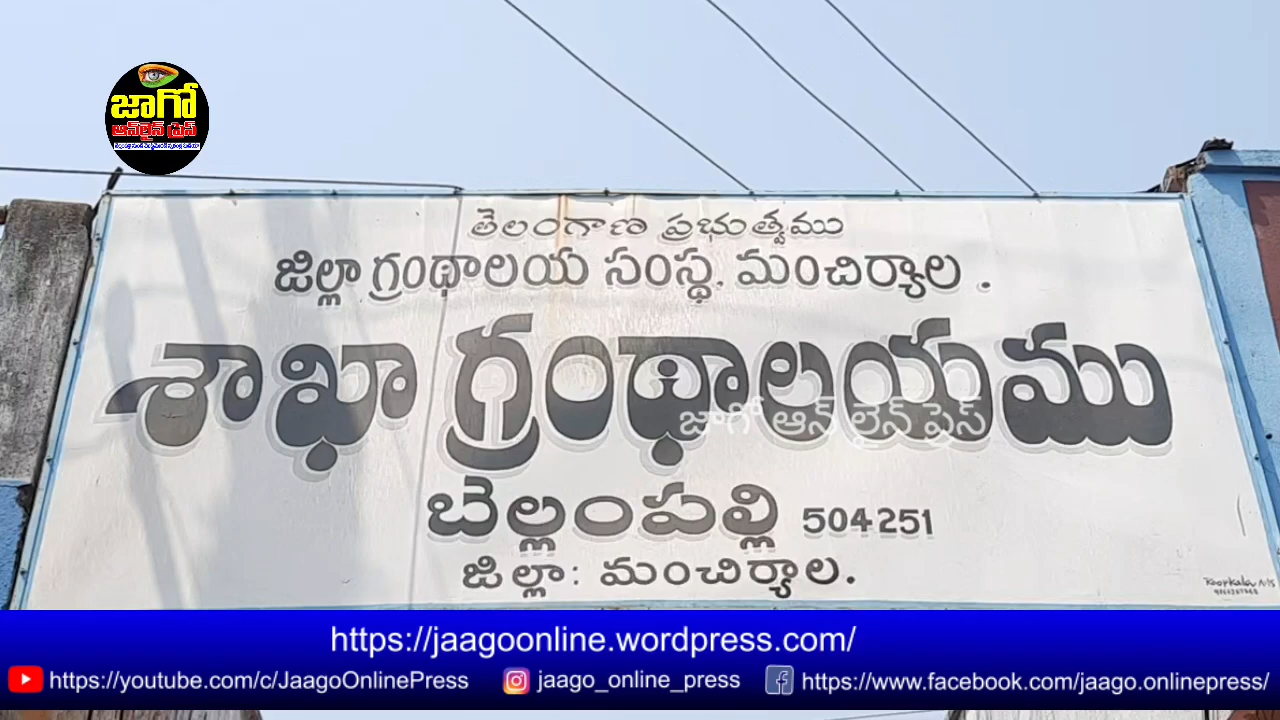 జాగో
ఆన్‌లైన్ ప్రెస్
తెలంగాణ ప్రభుత్వము
జిల్లా గ్రంథాలయ సంస్థ, మంచిర్యాల .
శాఖా గ్రంథాలయము
జాగో ఆన్ లైన్ ప్రెస్
బెల్లంపల్లి 504251
జిల్లా: మంచిర్యాల.
https://jaagoonline.wordpress.com/
https://youtube.com/c/JaagoOnlinePress jaago_online_press https://www.facebook.com/jaago.onlinepress/